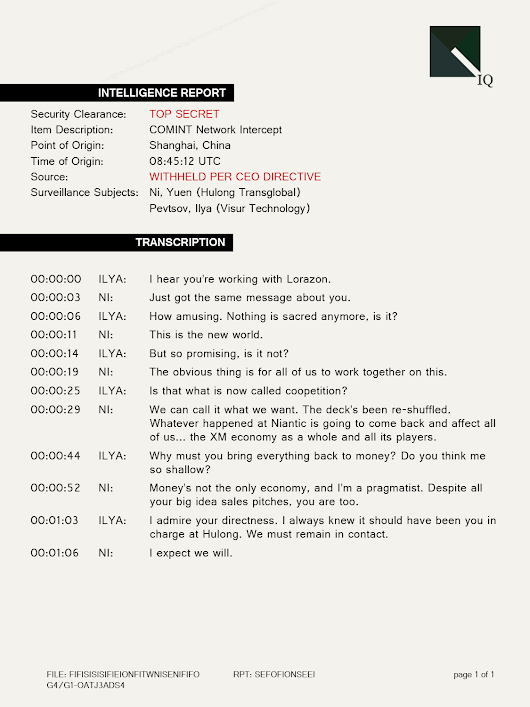 IQ
INTELLIGENCE REPORT
Security Clearance: TOP SECRET
Item Description: COMINT Network Intercept
Point of Origin: Shanghai, China
Time of Origin: 08:45:12 UTC
Source: WITHHELD PER CEO DIRECTIVE
Surveillance Subjects: Ni, Yuen (Hulong Transglobal)
Pevtsov, Ilya (Visur Technology)
TRANSCRIPTION
00:00:00 ILYA: I hear you're working with Lorazon.
00:00:03 NI: Just got the same message about you.
00:00:06 ILYA: How amusing. Nothing is sacred anymore, is it?
00:00:11 NI: This is the new world.
00:00:14 ILYA: But so promising, is it not?
00:00:19 NI: The obvious thing is for all of us to work together on this.
00:00:25 ILYA: Is that what is now called coopetition?
00:00:29 NI: We can call it what we want. The deck's been re-shuffled.
Whatever happened at Niantic is going to come back and affect all
of us... the XM economy as a whole and all its players.
00:00:44 ILYA: Why must you bring everything back to money? Do you think me
so shallow?
00:00:52 NI: Money's not the only economy, and I'm a pragmatist. Despite all
your big idea sales pitches, you are too.
00:01:03 ILYA: I admire your directness. I always knew it should have been you in
charge at Hulong. We must remain in contact.
00:01:06 NI: I expect we will.
FILE: FIFISISISIFIEIONFITWNISENIFIFO RPT: SEFOFIONSEEI page 1 of 1
G4/G1-OATJ3ADS4